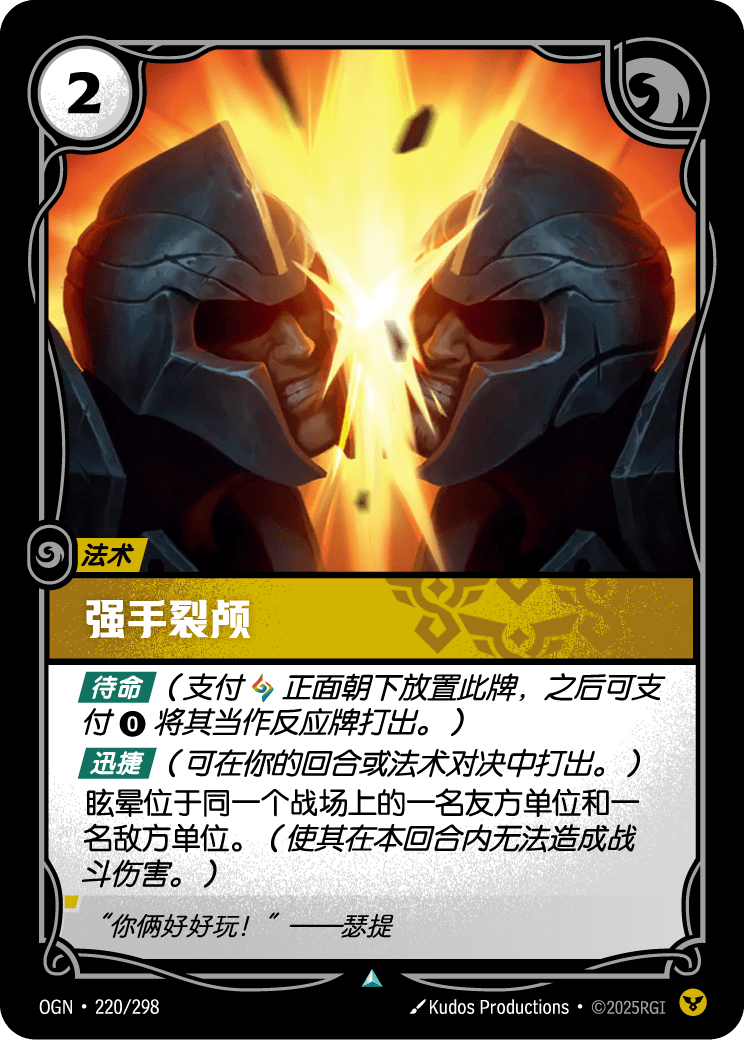 2
法术
强手裂颅
待命（支付 正面朝下放置此牌，之后可支
付 0 将其当作反应牌打出。）
迅捷（可在你的回合或法术对决中打出。）
眩晕位于同一个战场上的一名友方单位和一
名敌方单位。（使其在本回合内无法造成战
斗伤害。）
“你俩好好玩！”——瑟提
OGN • 220/298 Kudos Productions • ©2025RGI